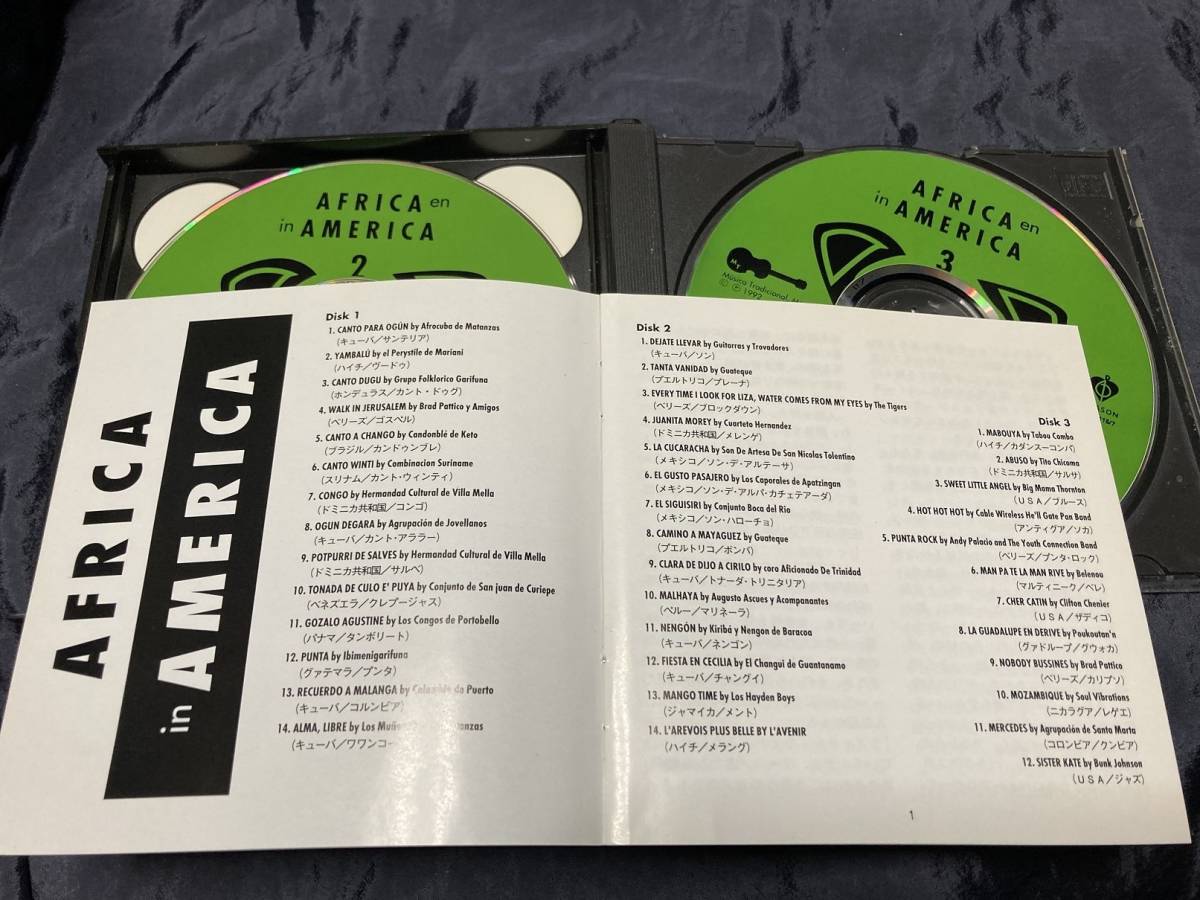 AFRICA en
in AMERICA
2
AFRICA en
in AMERICA
3
Música Tradicional,
© ℗ 1992
AFRICA
in AMERICA
Disk 1
1. CANTO PARA OGÚN by Afrocuba de Matanzas
(キューバ/サンテリア)
2. YAMBALÚ by el Perystile de Mariani
(ハイチ/ヴードゥ)
3. CANTO DUGU by Grupo Folklorico Garifuna
(ホンデュラス/カント・ドゥグ)
4. WALK IN JERUSALEM by Brad Pattico y Amigos
(ベリーズ/ゴスペル)
5. CANTO A CHANGO by Candonblé de Keto
(ブラジル/カンドゥンブレ)
6. CANTO WINTI by Combinacion Suriname
(スリナム/カント・ウィンティ)
7. CONGO by Hermandad Cultural de Villa Mella
(ドミニカ共和国/コンゴ)
8. OGUN DEGARA by Agrupación de Jovellanos
(キューバ/カント・アララー)
9. POTPURRI DE SALVES by Hermandad Cultural de Villa Mella
(ドミニカ共和国/サルベ)
10. TONADA DE CULO E' PUYA by Conjunto de San juan de Curiepe
(ベネズエラ/クレプージャス)
11. GOZALO AGUSTINE by Los Congos de Portobello
(パナマ/タンボリート)
12. PUNTA by Ibimenigarifuna
(グァテマラ/プンタ)
13. RECUERDO A MALANGA by Columbia de Puerto
(キューバ/コルンビア)
14. ALMA, LIBRE by Los Muñ tanzas
(キューバ/ワワンコー
Disk 2
1. DEJATE LLEVAR by Guitarras y Trovadores
(キューバ/ソン)
2. TANTA VANIDAD by Guateque
(プエルトリコ/プレーナ)
3. EVERY TIME I LOOK FOR LIZA, WATER COMES FROM MY EYES by The Tigers
(ベリーズ/ブロックダウン)
4. JUANITA MOREY by Cuarteto Hernandez
(ドミニカ共和国/メレンゲ)
5. LA CUCARACHA by Son De Artesa De San Nicolas Tolentino
(メキシコ/ソン・デ・アルテーサ)
6. EL GUSTO PASAJERO by Los Caporales de Apatzingan
(メキシコ/ソン・デ・アルパ・カチェテアーダ)
7. EL SIGUISIRI by Conjunto Boca del Rio
(メキシコ/ソン・ハローチョ)
8. CAMINO A MAYAGUEZ by Guateque
(プエルトリコ/ボンバ)
9. CLARA DE DIJO A CIRILO by coro Aficionado De Trinidad
(キューバ/トナーダ・トリニタリア)
10. MALHAYA by Augusto Ascues y Acompanantes
(ペルー/マリネーラ)
11. NENGÓN by Kiribá y Nengon de Baracoa
(キューバ/ネンゴン)
12. FIESTA EN CECILIA by El Changui de Guantanamo
(キューバ/チャングイ)
13. MANGO TIME by Los Hayden Boys
(ジャマイカ/メント)
14. L'AREVOIS PLUS BELLE BY L'AVENIR
(ハイチ/メラング)
Disk 3
1. MABOUYA by Tabou Combo
(ハイチ/カダンスーコンパ)
2. ABUSO by Tito Chicoma
(ドミニカ共和国/サルサ)
3. SWEET LITTLE ANGEL by Big Mama Thornton
(USA/ブルース)
4. HOT HOT HOT by Cable Wireless He'll Gate Pan Band
(アンティグア/ソカ)
5. PUNTA ROCK by Andy Palacio and The Youth Connection Band
(ベリーズ/プンタ・ロック)
6. MAN PA TE LA MAN RIVE by Belenou
(マルティニーク/ベレ)
7. CHER CATIN by Clifton Chenier
(USA/ザディコ)
8. LA GUADALUPE EN DERIVE by Poukoutan'n
(グァドループ/グウォカ)
9. NOBODY BUSSINES by Brad Pattico
(ベリーズ/カリプソ)
10. MOZAMBIQUE by Soul Vibrations
(ニカラグア/レゲエ)
11. MERCEDES by Agrupación de Santa Marta
(コロンビア/クンビア)
12. SISTER KATE by Bunk Johnson
(USA/ジャズ)
1